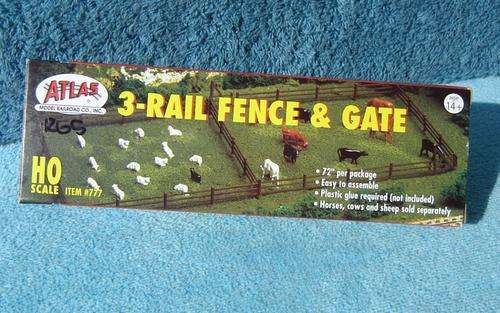 ATLAS
MODEL RAILROAD CO., INC.
3-RAIL FENCE & GATE
14+
HO
SCALE ITEM #777
• 72" per package
• Easy to assemble
• Plastic glue required (not included)
• Horses, cows and sheep sold separately